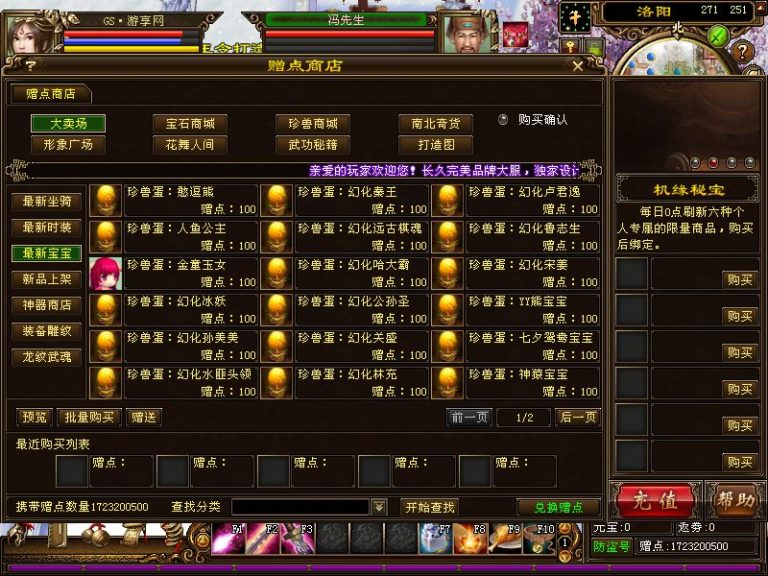 GS·游享网
冯先生
洛阳
271 251
北
赠点商店
赠点商店
大卖场
宝石商城
珍兽商城
南北奇货
购买确认
形象广场
花舞人间
武功秘籍
打造图
亲爱的玩家欢迎您！长久完美品牌大服，独家设计
最新坐骑
最新时装
最新宝宝
新品上架
神器商店
装备雕纹
龙纹武魂
珍兽蛋：憨逗熊
赠点：100
珍兽蛋：幻化秦王
赠点：100
珍兽蛋：幻化卢君逸
赠点：100
珍兽蛋：人鱼公主
赠点：100
珍兽蛋：幻化远古棋魂
赠点：100
珍兽蛋：幻化鲁志生
赠点：100
珍兽蛋：金童玉女
赠点：100
珍兽蛋：幻化哈大霸
赠点：100
珍兽蛋：幻化宋姜
赠点：100
珍兽蛋：幻化冰妖
赠点：100
珍兽蛋：幻化公孙圣
赠点：100
珍兽蛋：YY熊宝宝
赠点：100
珍兽蛋：幻化孙美美
赠点：100
珍兽蛋：幻化关盛
赠点：100
珍兽蛋：七夕鸳鸯宝宝
赠点：100
珍兽蛋：幻化水匪头领
赠点：100
珍兽蛋：幻化林充
赠点：100
珍兽蛋：神猿宝宝
赠点：100
预览
批量购买
赠送
前一页
1/2
后一页
最近购买列表
赠点：
赠点：
赠点：
赠点：
赠点：
携带赠点数量1723200500
查找分类
开始查找
兑换赠点
机缘秘宝
每日0点刷新六种个
人专属的限量商品，购买
后绑定。
购买
购买
购买
购买
购买
购买
充值
帮助
F1
F2
F3
F7
F8
F9
F10
1
元宝:0
返券:0
防盗号
赠点:1723200500